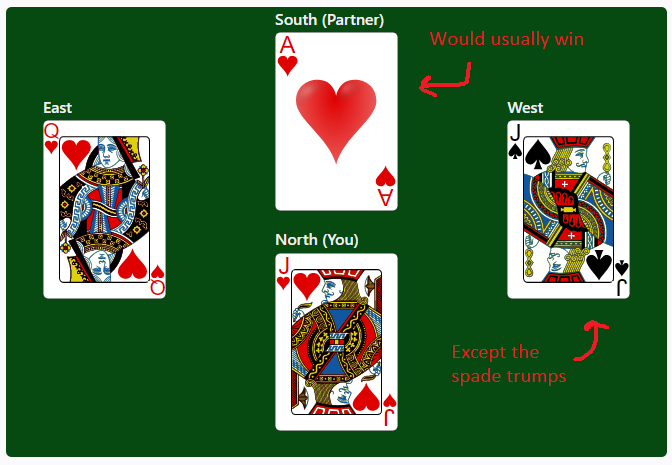 South (Partner)
A
A
Would usually win
East
Q
Q
West
J
J
North (You)
J
J
Except the
spade trumps